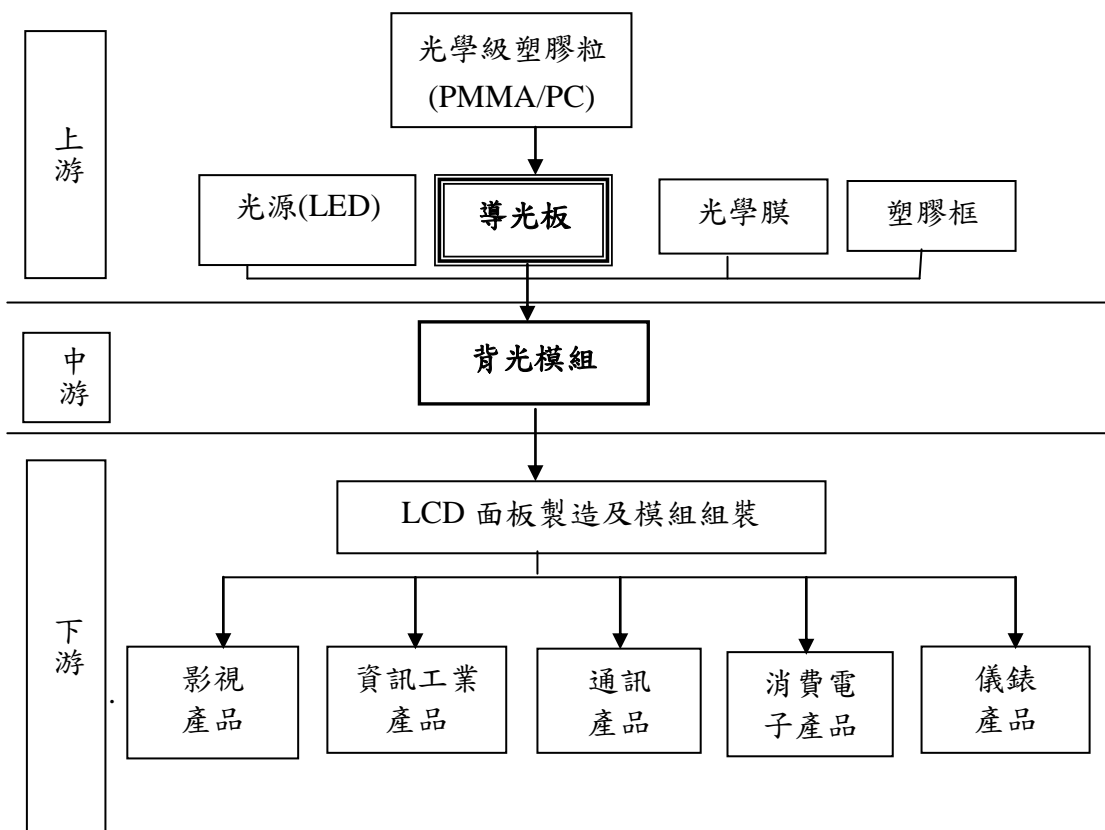 上
游
光學級塑膠粒
(PMMA/PC)
光源(LED)
導光板
光學膜
塑膠框
中
游
背光模組
下
游
LCD 面板製造及模組組裝
影視
產品
資訊工業
產品
通訊
產品
消費電
子產品
儀錶
產品
.